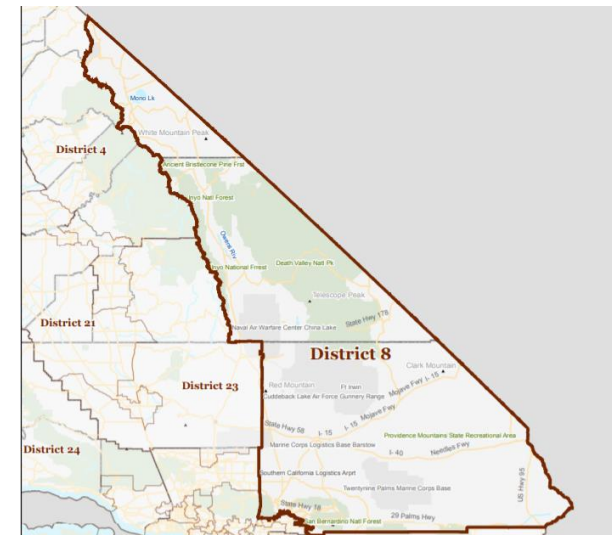 Mono Lk
White Mountain Peak
District 4
Ancient Bristlecone Pine Frst
Inyo Natl Forest
Owens Riv
Inyo National Frrest
Death Valley Natl Pk
Telescope Peak
District 21
Naval Air Warfare Center China Lake
State Hwy 178
District 8
Clark Mountain
District 23
Red Mountain
Ft Irwin
Mojave Fwy
I- 15
Cuddeback Lake Air Force Gunnery Range
I- 15
Mojave Fwy
State Hwy 58
I- 15
Providence Mountains State Recreational Area
Marine Corps Logistics Base Barstow
I- 40
Needles Fwy
District 24
Southern California Logistics Arprt
US Hwy 95
Twentynine Palms Marine Corps Base
State Hwy 18
29 Palms Hwy
an Bernardino Natl Forest